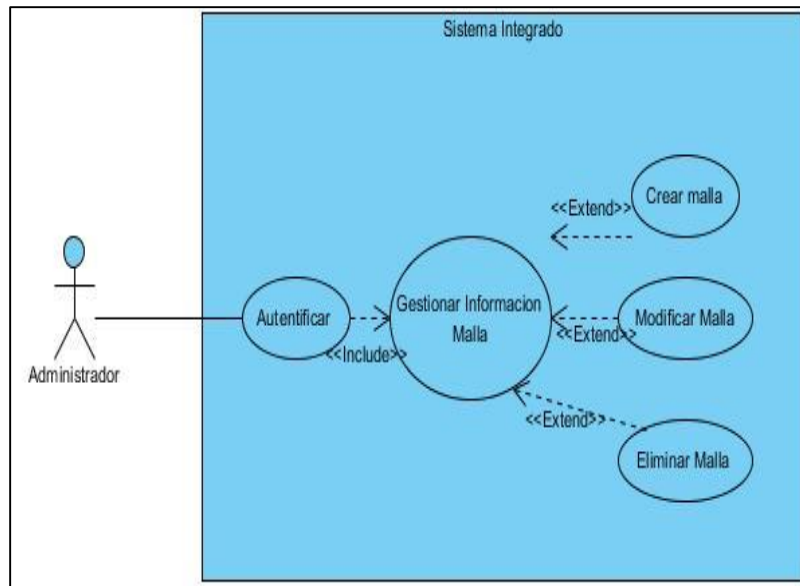 Sistema Integrado
Crear malla
<<Extend>>
Autentificar
Gestionar Informacion
Malla
Modificar Malla
<<Extend>>
<<Include>>
Administrador
<<Extend>>
Eliminar Malla